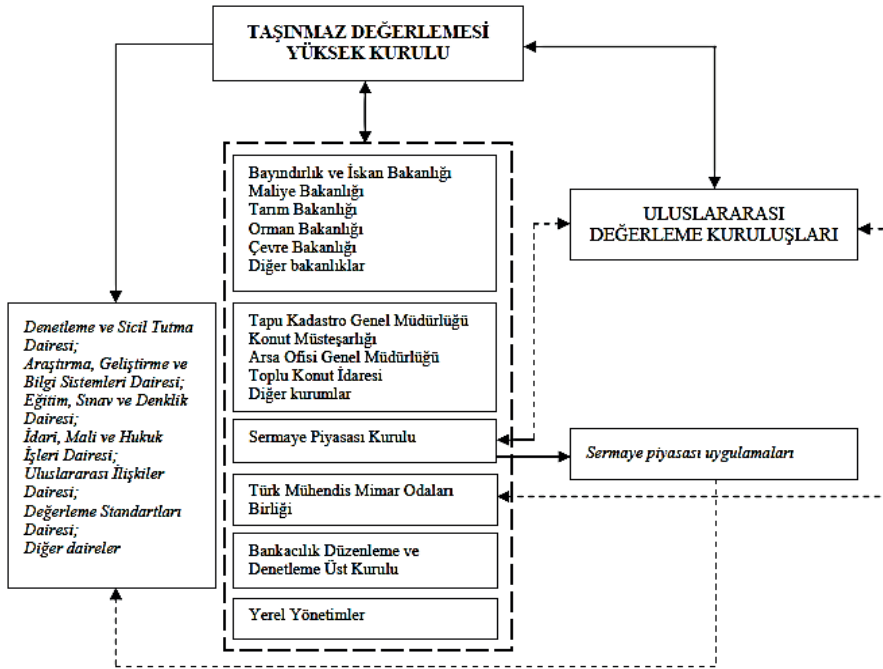 TAŞINMAZ DEĞERLEMESİ
YÜKSEK KURULU
Bayındırlık ve İskan Bakanlığı
Maliye Bakanlığı
Tarım Bakanlığı
Orman Bakanlığı
Çevre Bakanlığı
Diğer bakanlıklar
ULUSLARARASI
DEĞERLEME KURULUŞLARI
Denetleme ve Sicil Tutma
Dairesi;
Araştırma, Geliştirme ve
Bilgi Sistemleri Dairesi;
Eğitim, Sınav ve Denklik
Dairesi;
İdari, Mali ve Hukuk
İşleri Dairesi;
Uluslararası İlişkiler
Dairesi;
Değerleme Standartları
Dairesi;
Diğer daireler
Tapu Kadastro Genel Müdürlüğü
Konut Müsteşarlığı
Arsa Ofisi Genel Müdürlüğü
Toplu Konut İdaresi
Diğer kurumlar
Sermaye Piyasası Kurulu
Sermaye piyasası uygulamaları
Türk Mühendis Mimar Odaları
Birliği
Bankacılık Düzenleme ve
Denetleme Üst Kurulu
Yerel Yönetimler